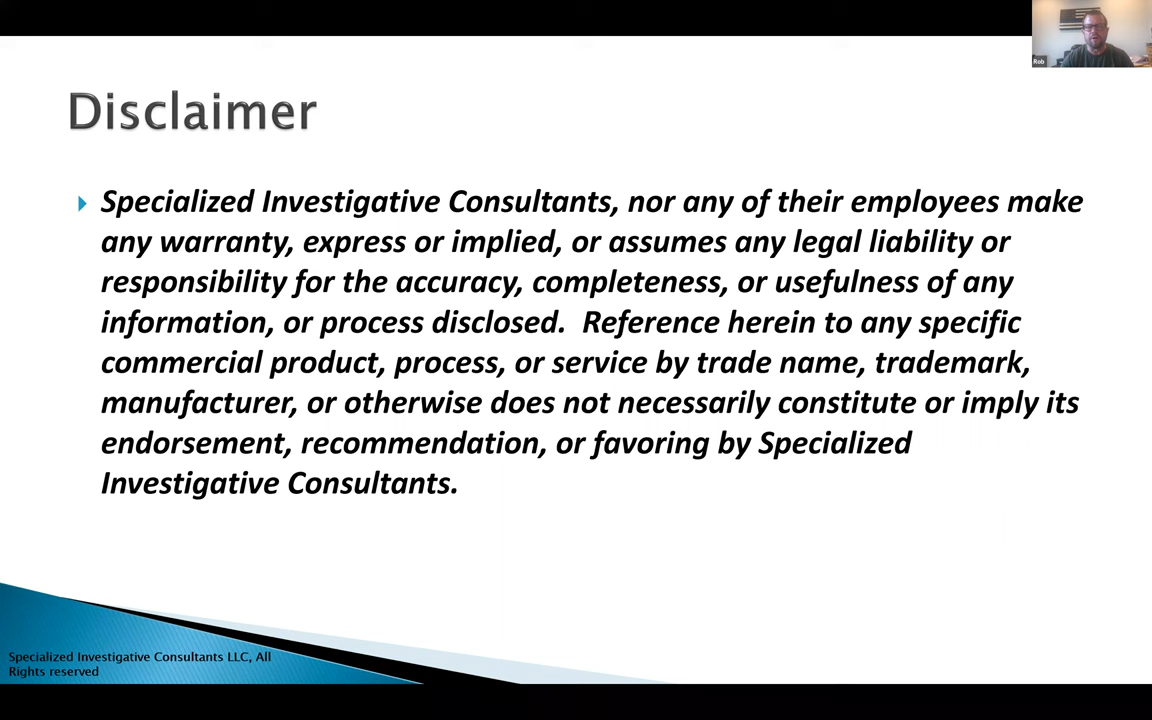 Rob
Disclaimer
Specialized Investigative Consultants, nor any of their employees make
any warranty, express or implied, or assumes any legal liability or
responsibility for the accuracy, completeness, or usefulness of any
information, or process disclosed.  Reference herein to any specific
commercial product, process, or service by trade name, trademark,
manufacturer, or otherwise does not necessarily constitute or imply its
endorsement, recommendation, or favoring by Specialized
Investigative Consultants.
Specialized Investigative Consultants LLC, All
Rights reserved